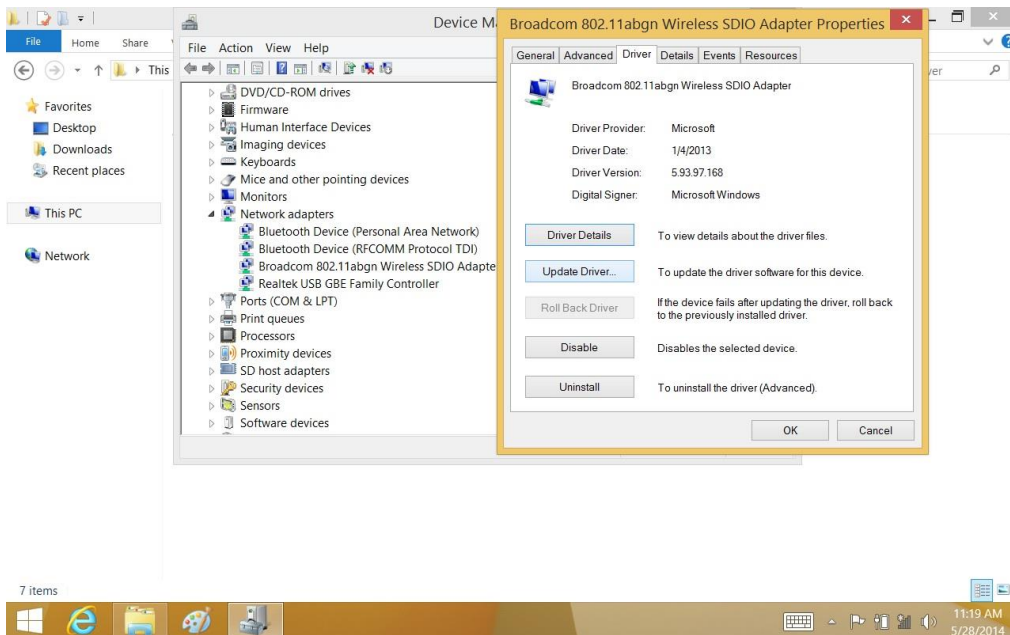 Device M
Broadcom 802.11abgn Wireless SDIO Adapter Properties
File
Home
Share
File Action View Help
This
Favorites
Desktop
Downloads
Recent places
This PC
Network
DVD/CD-ROM drives
Firmware
Human Interface Devices
Imaging devices
Keyboards
Mice and other pointing devices
Monitors
Network adapters
Bluetooth Device (Personal Area Network)
Bluetooth Device (RFCOMM Protocol TDI)
Broadcom 802.11abgn Wireless SDIO Adapte
Realtek USB GBE Family Controller
Ports (COM & LPT)
Print queues
Processors
Proximity devices
SD host adapters
Security devices
Sensors
Software devices
General Advanced Driver Details Events Resources
Broadcom 802.11abgn Wireless SDIO Adapter
Driver Provider: Microsoft
Driver Date: 1/4/2013
Driver Version: 5.93.97.168
Digital Signer: Microsoft Windows
Driver Details To view details about the driver files.
Update Driver... To update the driver software for this device.
Roll Back Driver If the device fails after updating the driver, roll back
to the previously installed driver.
Disable Disables the selected device.
Uninstall To uninstall the driver (Advanced).
OK Cancel
ver
7 items
11:19 AM
5/28/2014